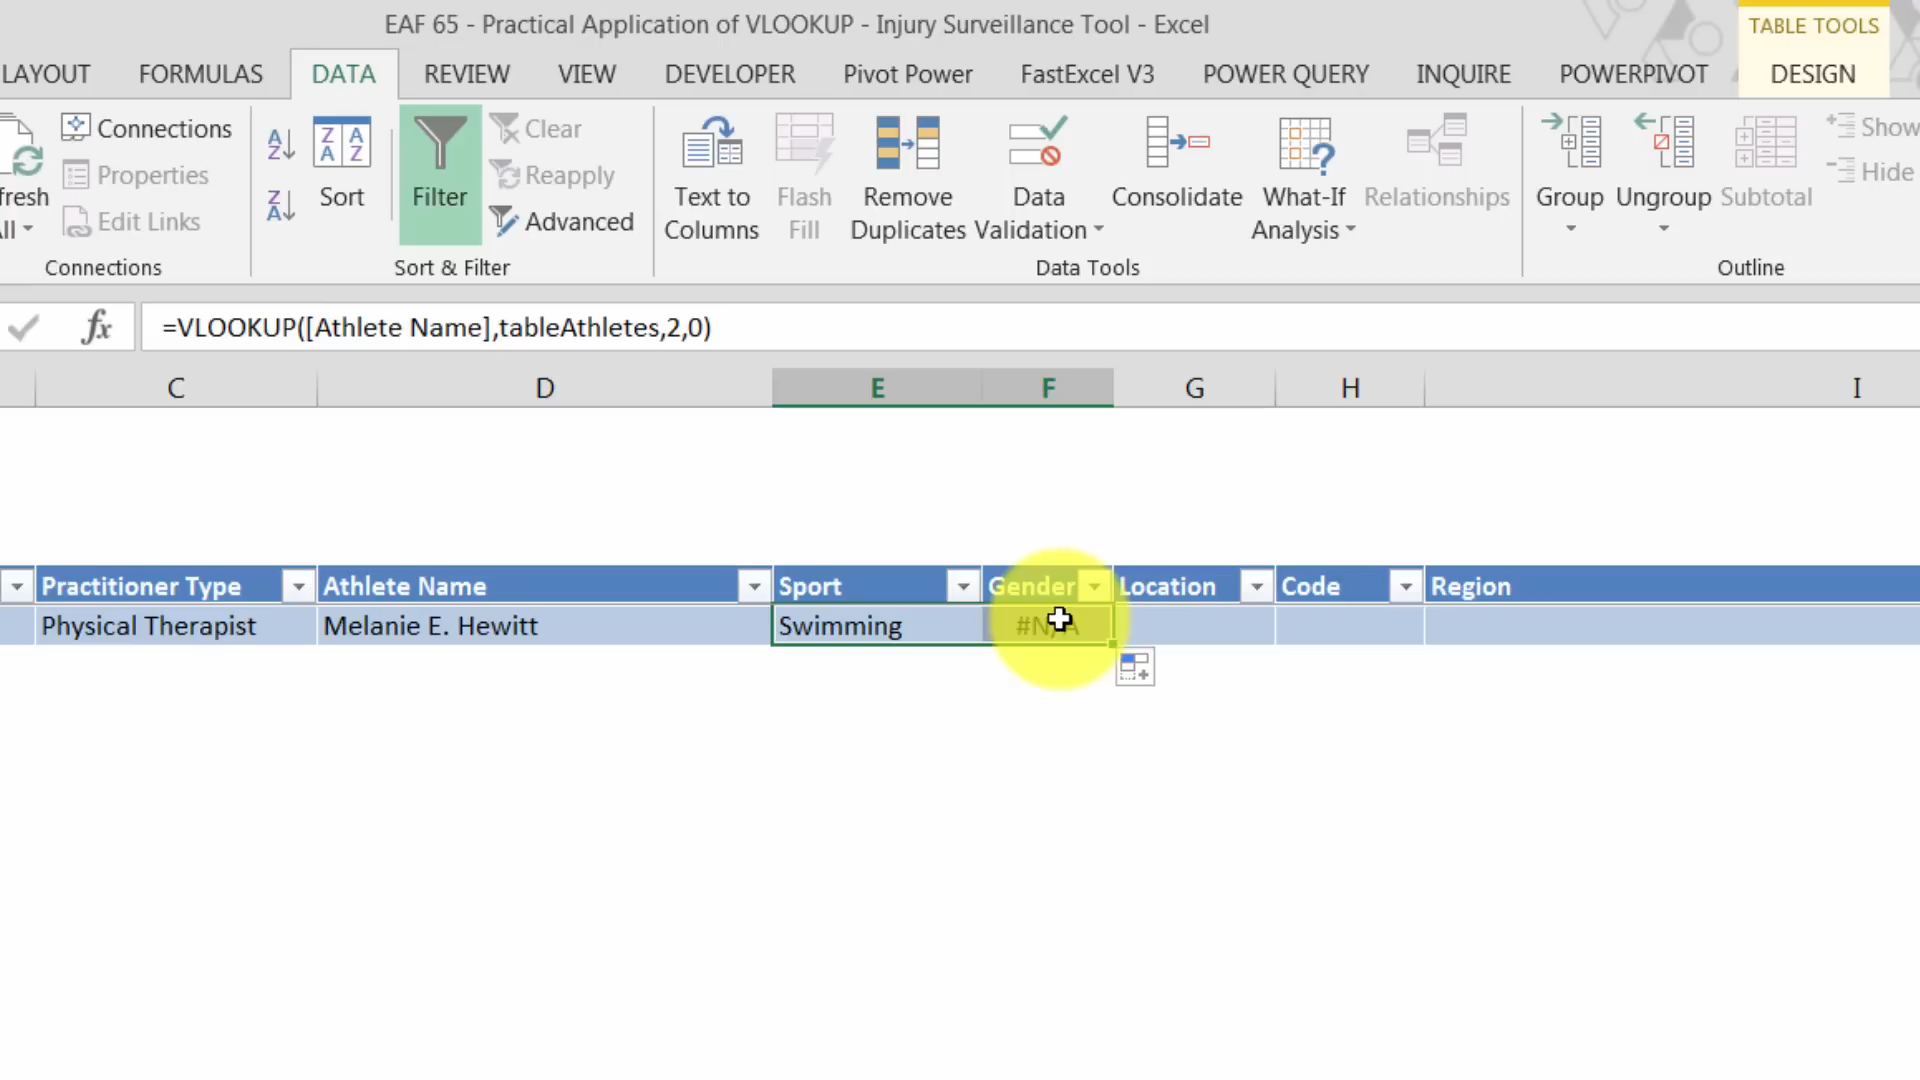 EAF 65 - Practical Application of VLOOKUP - Injury Surveillance Tool - Excel
TABLE TOOLS
LAYOUT FORMULAS DATA REVIEW VIEW DEVELOPER Pivot Power FastExcel V3 POWER QUERY INQUIRE POWERPIVOT DESIGN
Connections
Properties
Edit Links
Connections
Sort
Filter
Clear
Reapply
Advanced
Sort & Filter
Text to
Columns
Flash
Fill
Remove
Duplicates
Data
Validation
Consolidate
What-If
Analysis
Relationships
Data Tools
Group
Ungroup
Subtotal
Show
Hide
Outline
fx =VLOOKUP([Athlete Name],tableAthletes,2,0)
C D E F G H I
Practitioner Type Athlete Name Sport Gender Location Code Region
Physical Therapist Melanie E. Hewitt Swimming #N/A